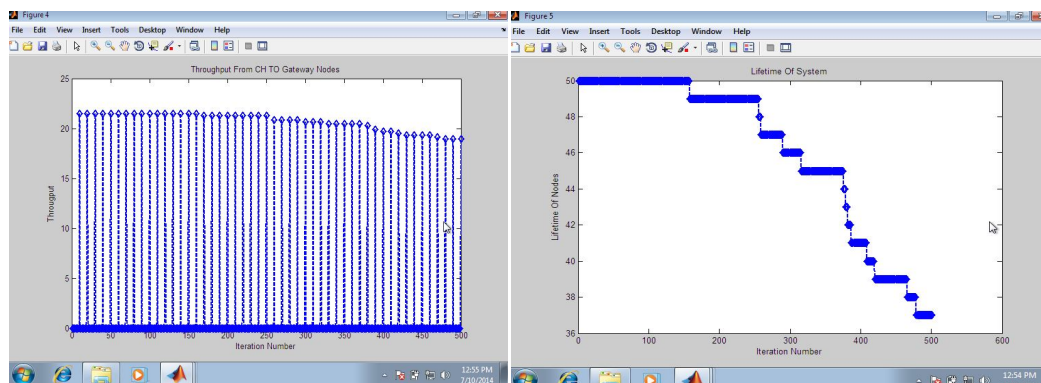 Figure 4
File Edit View Insert Tools Desktop Window Help
Throughput From CH TO Gateway Nodes
25
20
15
10
5
0
Througput
0 50 100 150 200 250 300 350 400 450 500
Iteration Number
12:55 PM
7/10/2014
Figure 5
File Edit View Insert Tools Desktop Window Help
Lifetime Of System
50
48
46
44
42
40
38
36
Lifetime Of Nodes
0 100 200 300 400 500 600
Iteration Number
12:54 PM